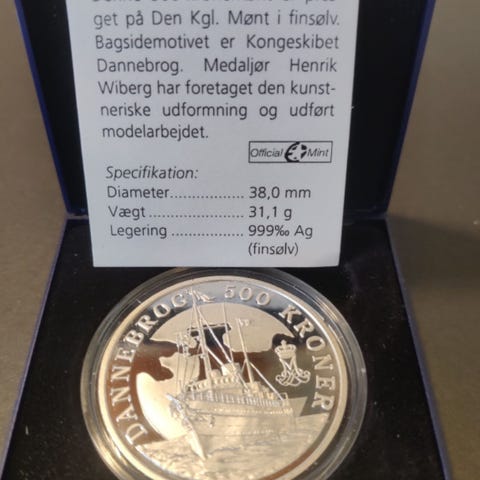 get på Den Kgl. Mønt i finsølv.
Bagsidemotivet er Kongeskibet
Dannebrog. Medaljør Henrik
Wiberg har foretaget den kunst-
neriske udformning og udført
modelarbejdet.
Official Mint
Specifikation:
Diameter................. 38,0 mm
Vægt...................... 31,1 g
Legering ................. 999‰ Ag
(finsølv)
DANNEBROG 500 KRONER